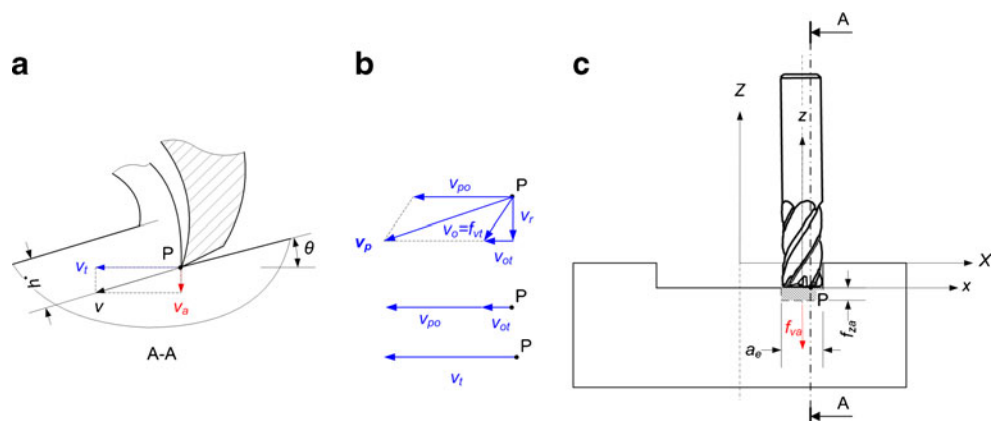 a
P
θ
v_t
h*
v
v_a
A-A
b
P
v_po
v_r
v_p
v_o=f_vt
v_ot
P
v_po
v_ot
P
v_t
c
A
Z
z
X
x
P
f_va
a_e
f_za
A